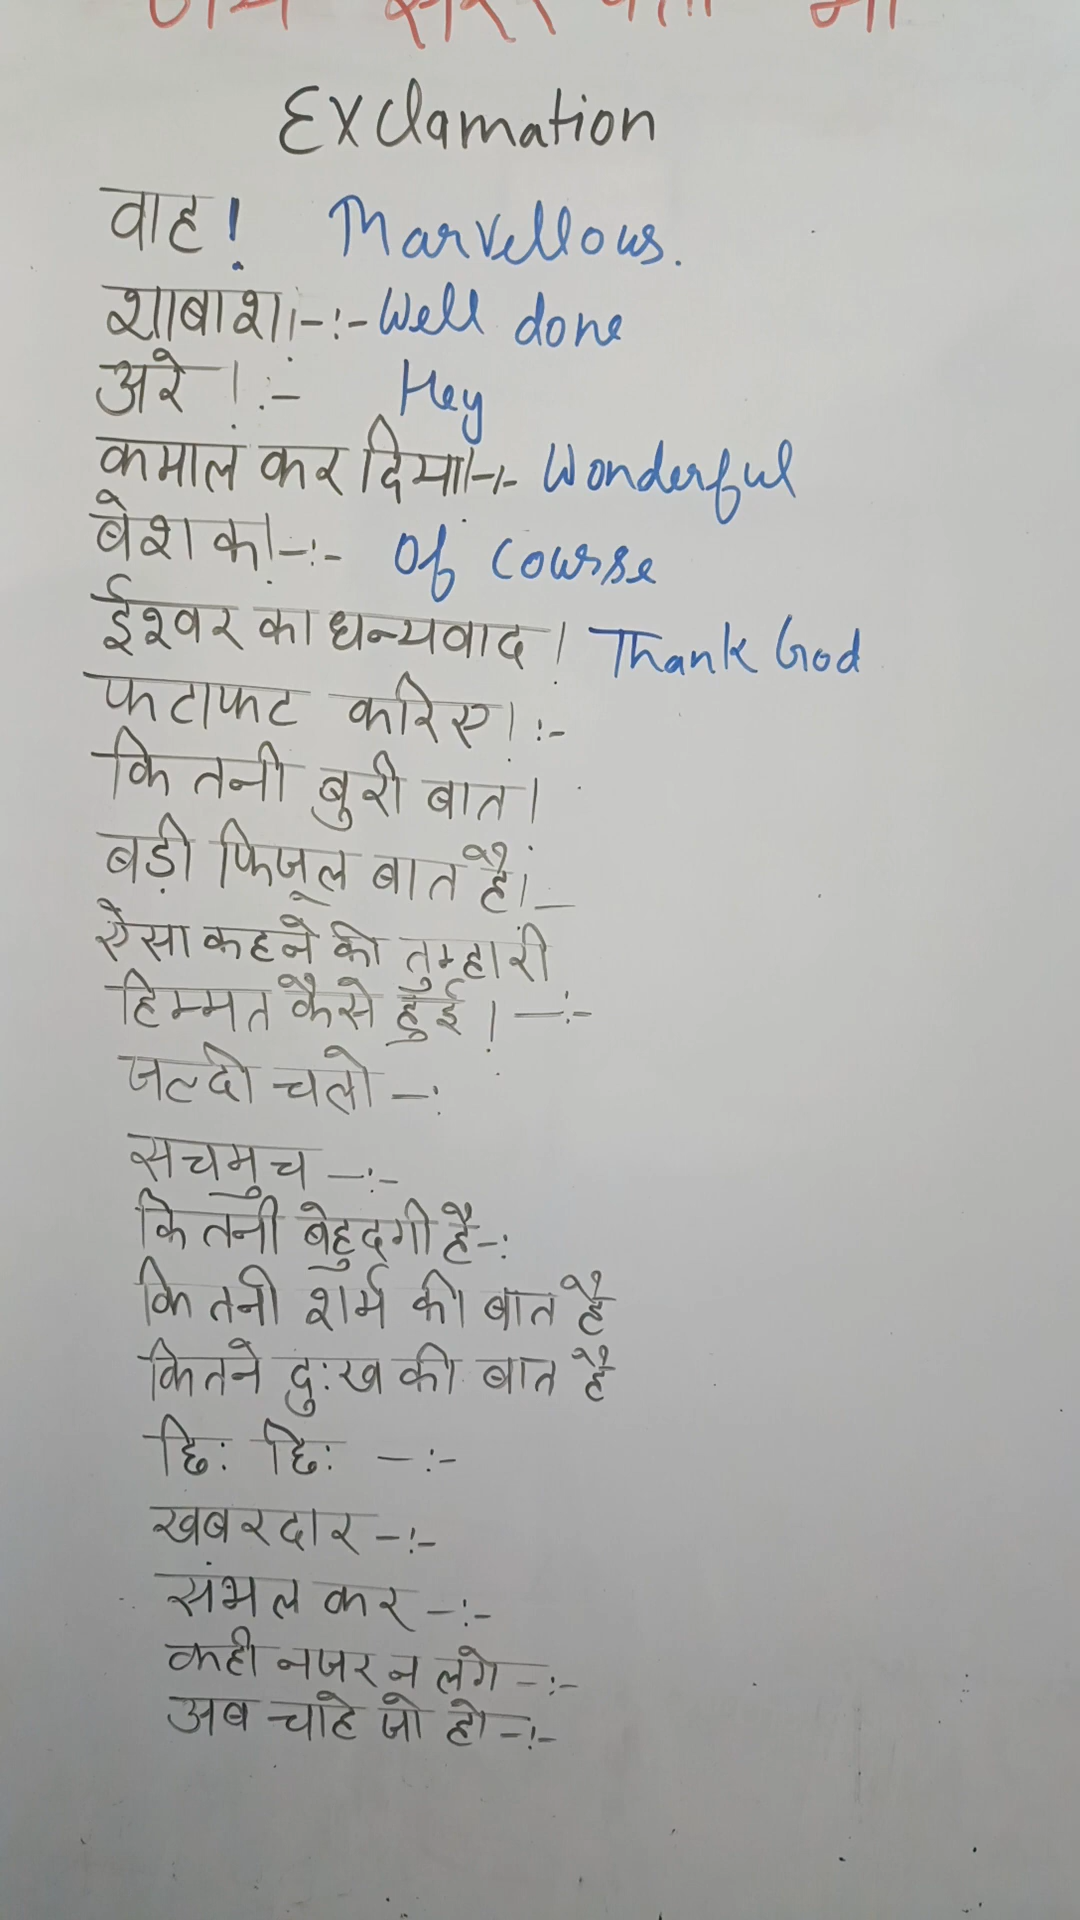 Exclamation
वाह! Marvellous.
शाबाश! -:- Well done
अरे ! :- Hey
कमाल कर दिया! -:- Wonderful
बेशक! -:- Of course
ईश्वर का धन्यवाद ! Thank God
फटाफट करिए! :-
कितनी बुरी बात!
बड़ी फिजूल बात है! -
ऐसा कहने की तुम्हारी
हिम्मत कैसे हुई ! -:-
जल्दी चलो -:
सचमुच -:-
कितनी बेहुदगी है -:
कितनी शर्म की बात है
कितने दु:ख की बात है
छि: छि: -:-
खबरदार -:-
संभल कर -:-
कही नजर न लगे -:-
अब चाहे जो हो -:-